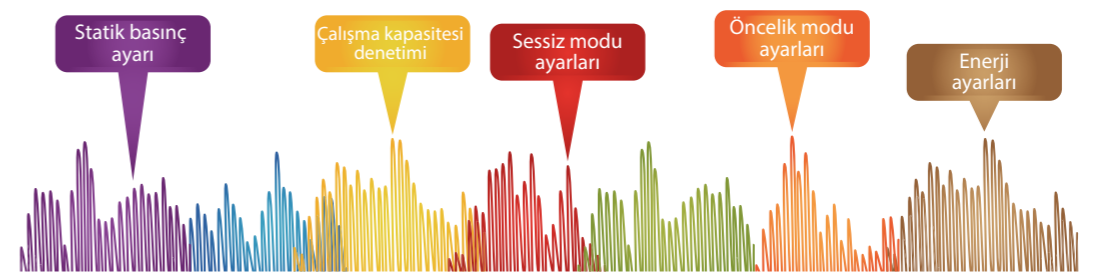 Statik basınç
ayarı
Çalışma kapasitesi
denetimi
Sessiz modu
ayarları
Öncelik modu
ayarları
Enerji
ayarları